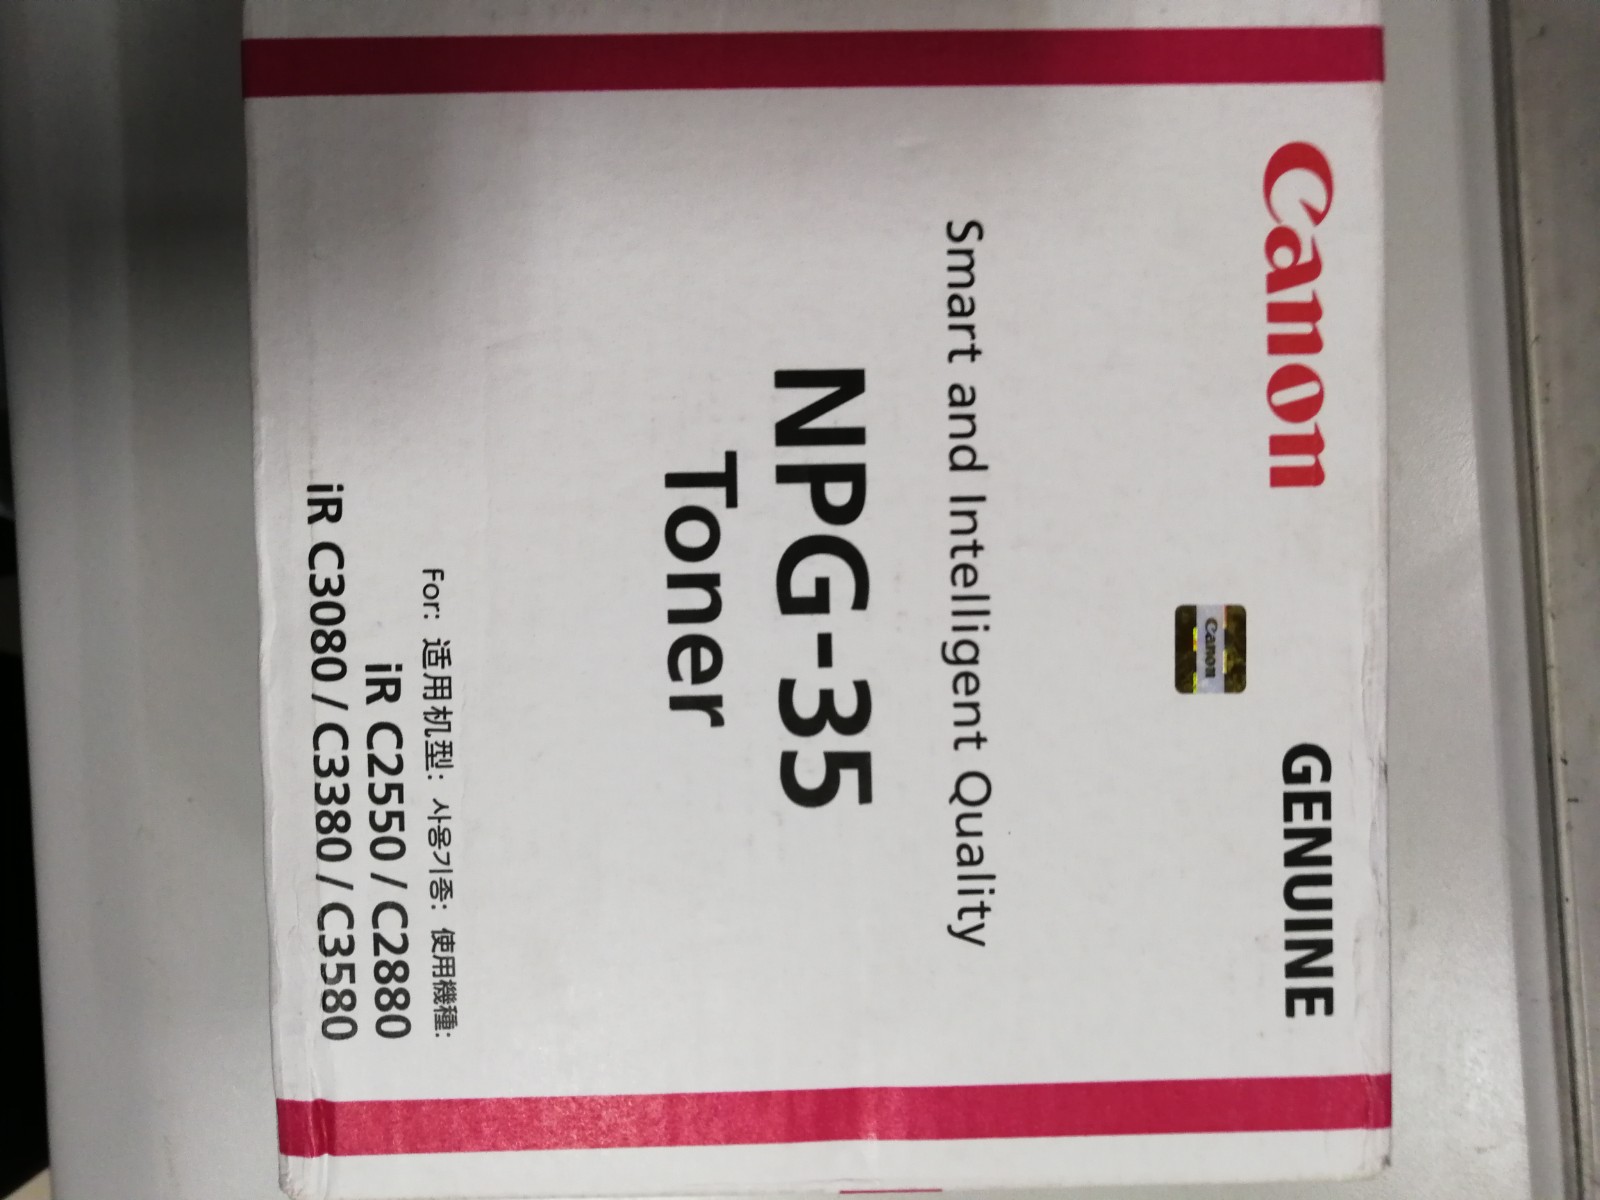 Canon
GENUINE
Canon
Smart and Intelligent Quality
NPG-35
Toner
For: 适用机型: 사용기종: 使用機種:
iR C2550 / C2880
iR C3080 / C3380 / C3580